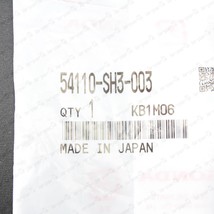 54110-SH3-003
QTY 1 KB1M06
MADE IN JAPAN